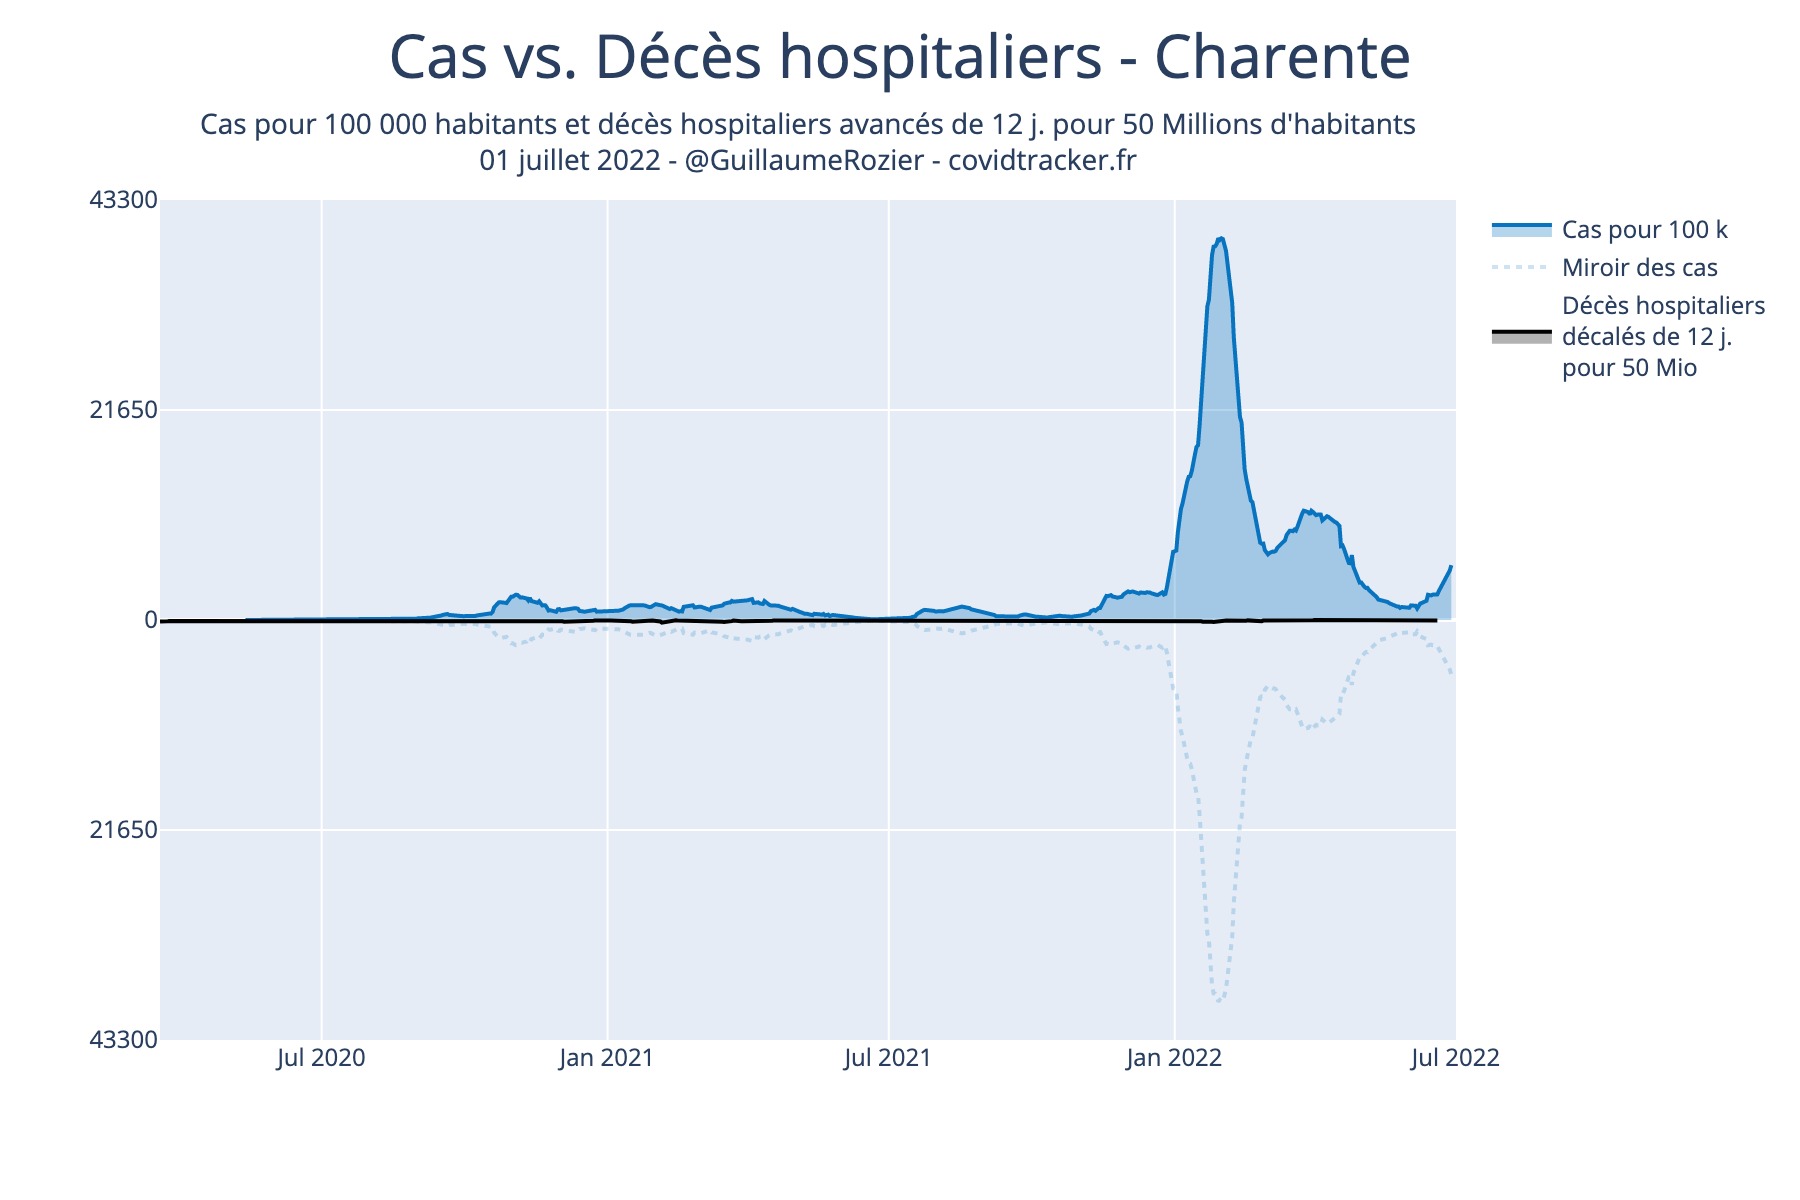 Cas vs. Décès hospitaliers - Charente
Cas pour 100 000 habitants et décès hospitaliers avancés de 12 j. pour 50 Millions d'habitants
01 juillet 2022 - @GuillaumeRozier - covidtracker.fr
43300
21650
0
21650
43300
Jul 2020
Jan 2021
Jul 2021
Jan 2022
Jul 2022
Cas pour 100 k
Miroir des cas
Décès hospitaliers
décalés de 12 j.
pour 50 Mio